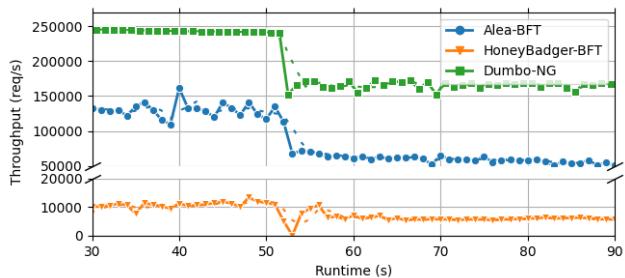 Throughput (req/s)
250000
200000
150000
100000
50000
20000
10000
0
Alea-BFT
HoneyBadger-BFT
Dumbo-NG
30 40 50 60 70 80 90
Runtime (s)